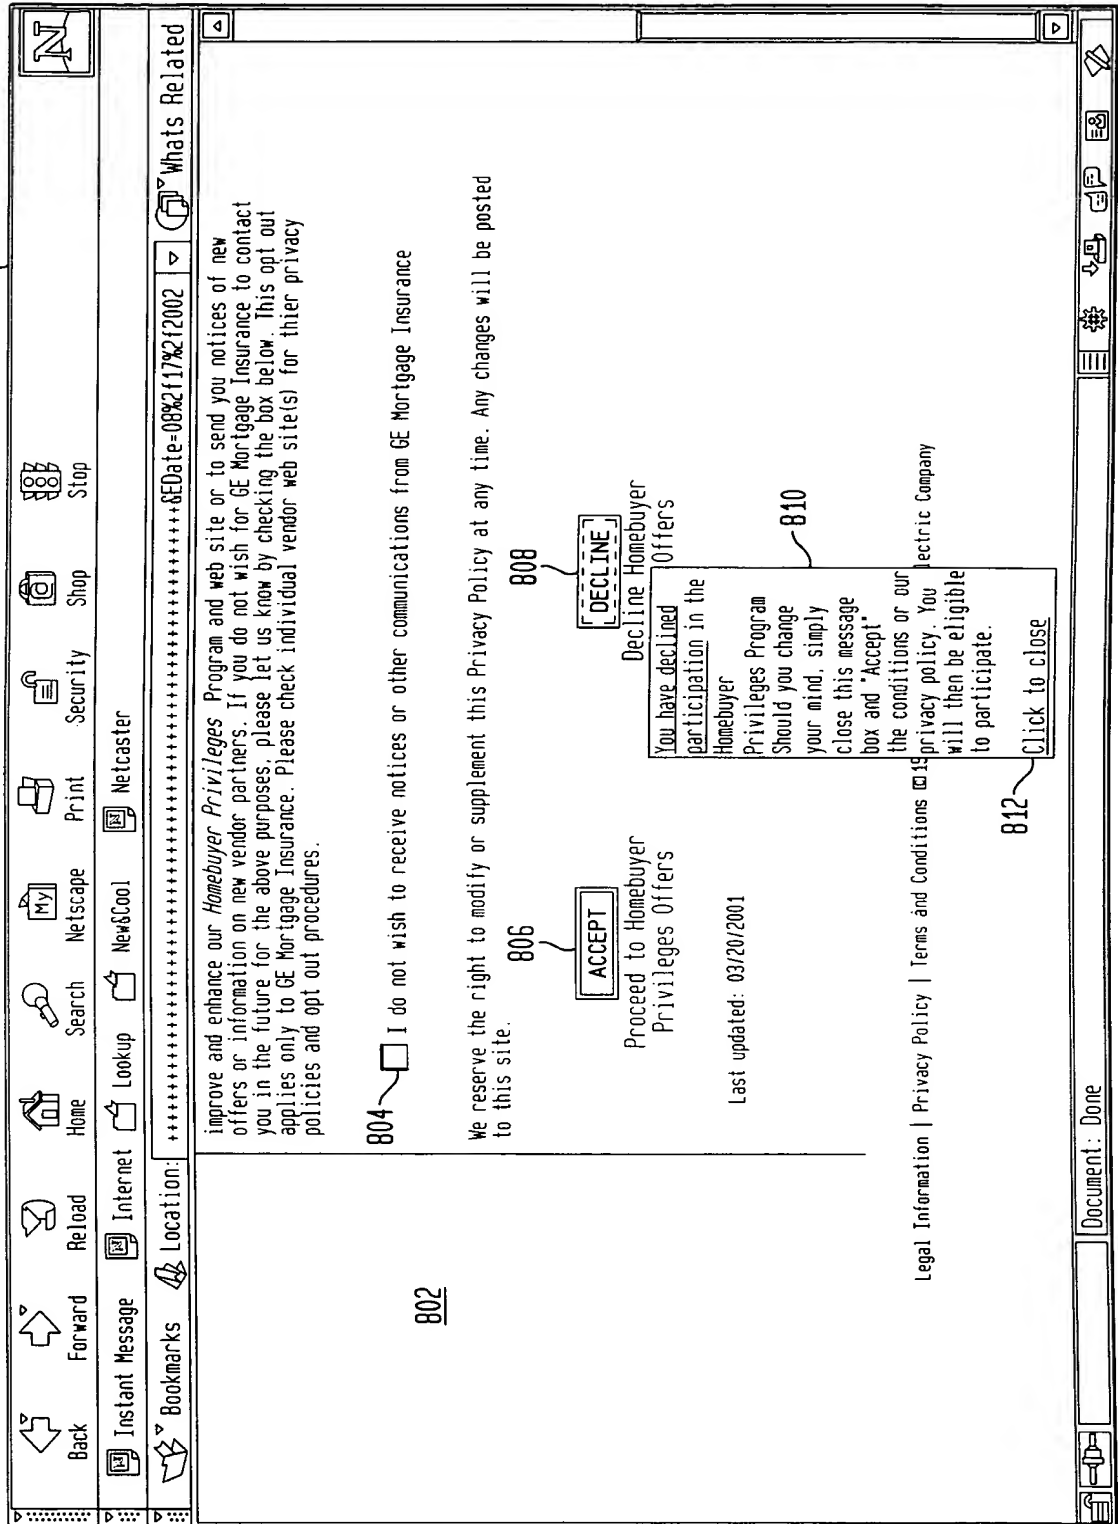 Back Forward Reload Home Search Netscape Print Security Shop Stop
My
N
Instant Message Internet Lookup New&Cool Netcaster
Bookmarks Location: ++++++++++++++++++++++++++++++++++++++++++++++++&EDate=08%2f17%2f2002 Whats Related
improve and enhance our Homebuyer Privileges Program and web site or to send you notices of new
offers or information on new vendor partners. If you do not wish for GE Mortgage Insurance to contact
you in the future for the above purposes, please let us know by checking the box below. This opt out
applies only to GE Mortgage Insurance. Please check individual vendor web site(s) for thier privacy
policies and opt out procedures.
804
I do not wish to receive notices or other communications from GE Mortgage Insurance
802
We reserve the right to modify or supplement this Privacy Policy at any time. Any changes will be posted
to this site.
806
808
ACCEPT
DECLINE
Proceed to Homebuyer
Privileges Offers
Decline Homebuyer
Offers
810
You have declined
participation in the
Homebuyer
Privileges Program
Should you change
your mind, simply
close this message
box and "Accept"
the conditions or our
privacy policy. You
will then be eligible
to participate.
Click to close
812
Last updated: 03/20/2001
Legal Information | Privacy Policy | Terms and Conditions 19 lectric Company
Document: Done